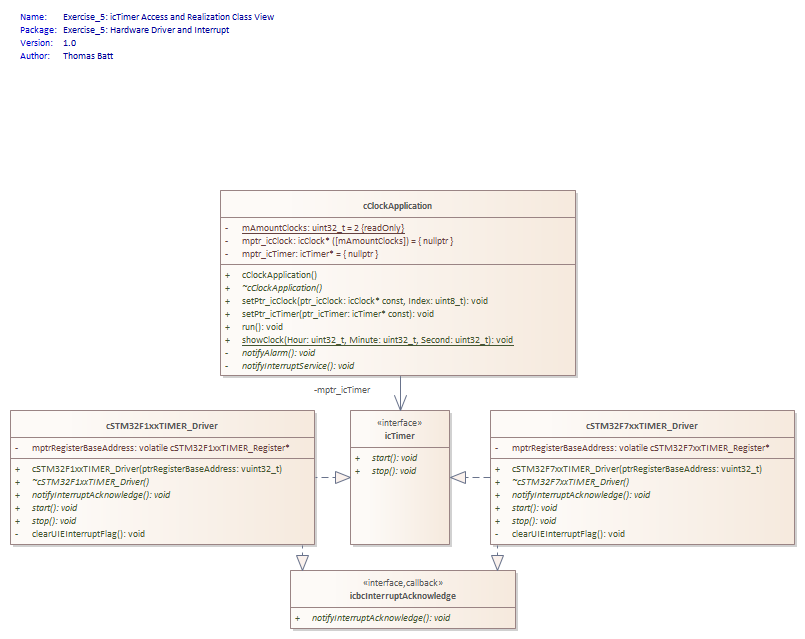 Name: Exercise_5: icTimer Access and Realization Class View
Package: Exercise_5: Hardware Driver and Interrupt
Version: 1.0
Author: Thomas Batt
cClockApplication
- mAmountClocks: uint32_t = 2 {readOnly}
- mptr_icClock: icClock* ([mAmountClocks]) = { nullptr }
- mptr_icTimer: icTimer* = { nullptr }
+ cClockApplication()
+ ~cClockApplication()
+ setPtr_icClock(ptr_icClock: icClock* const, Index: uint8_t): void
+ setPtr_icTimer(ptr_icTimer: icTimer* const): void
+ run(): void
+ showClock(Hour: uint32_t, Minute: uint32_t, Second: uint32_t): void
- notifyAlarm(): void
- notifyInterruptService(): void
-mptr_icTimer
cSTM32F1xxTIMER_Driver
- mptrRegisterBaseAddress: volatile cSTM32F1xxTIMER_Register*
+ cSTM32F1xxTIMER_Driver(ptrRegisterBaseAddress: vuint32_t)
+ ~cSTM32F1xxTIMER_Driver()
+ notifyInterruptAcknowledge(): void
+ start(): void
+ stop(): void
- clearUIEInterruptFlag(): void
«interface»
icTimer
+ start(): void
+ stop(): void
cSTM32F7xxTIMER_Driver
- mptrRegisterBaseAddress: volatile cSTM32F7xxTIMER_Register*
+ cSTM32F7xxTIMER_Driver(ptrRegisterBaseAddress: vuint32_t)
+ ~cSTM32F7xxTIMER_Driver()
+ notifyInterruptAcknowledge(): void
+ start(): void
+ stop(): void
- clearUIEInterruptFlag(): void
«interface,callback»
icbcInterruptAcknowledge
+ notifyInterruptAcknowledge(): void